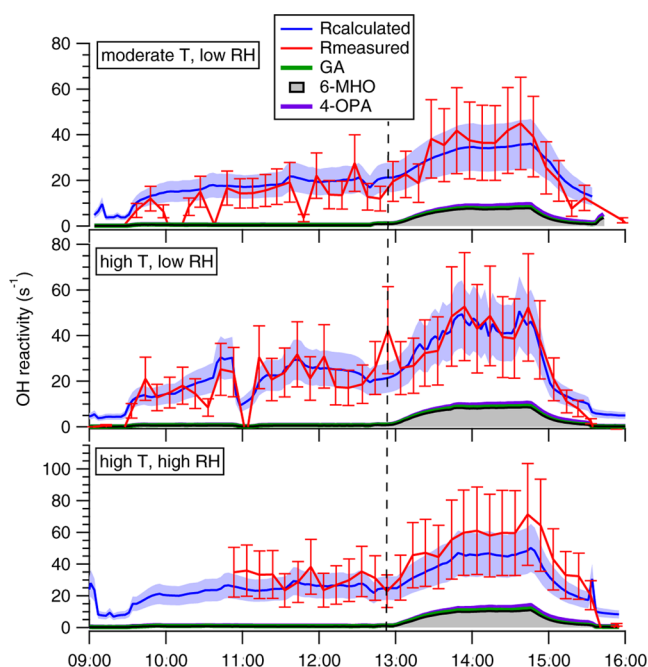 Rcalculated
Rmeasured
GA
6-MHO
4-OPA
moderate T, low RH
80
60
40
20
0
high T, low RH
80
60
40
20
0
high T, high RH
100
80
60
40
20
0
OH reactivity (s⁻¹)
09:00 10:00 11:00 12:00 13:00 14:00 15:00 16:00